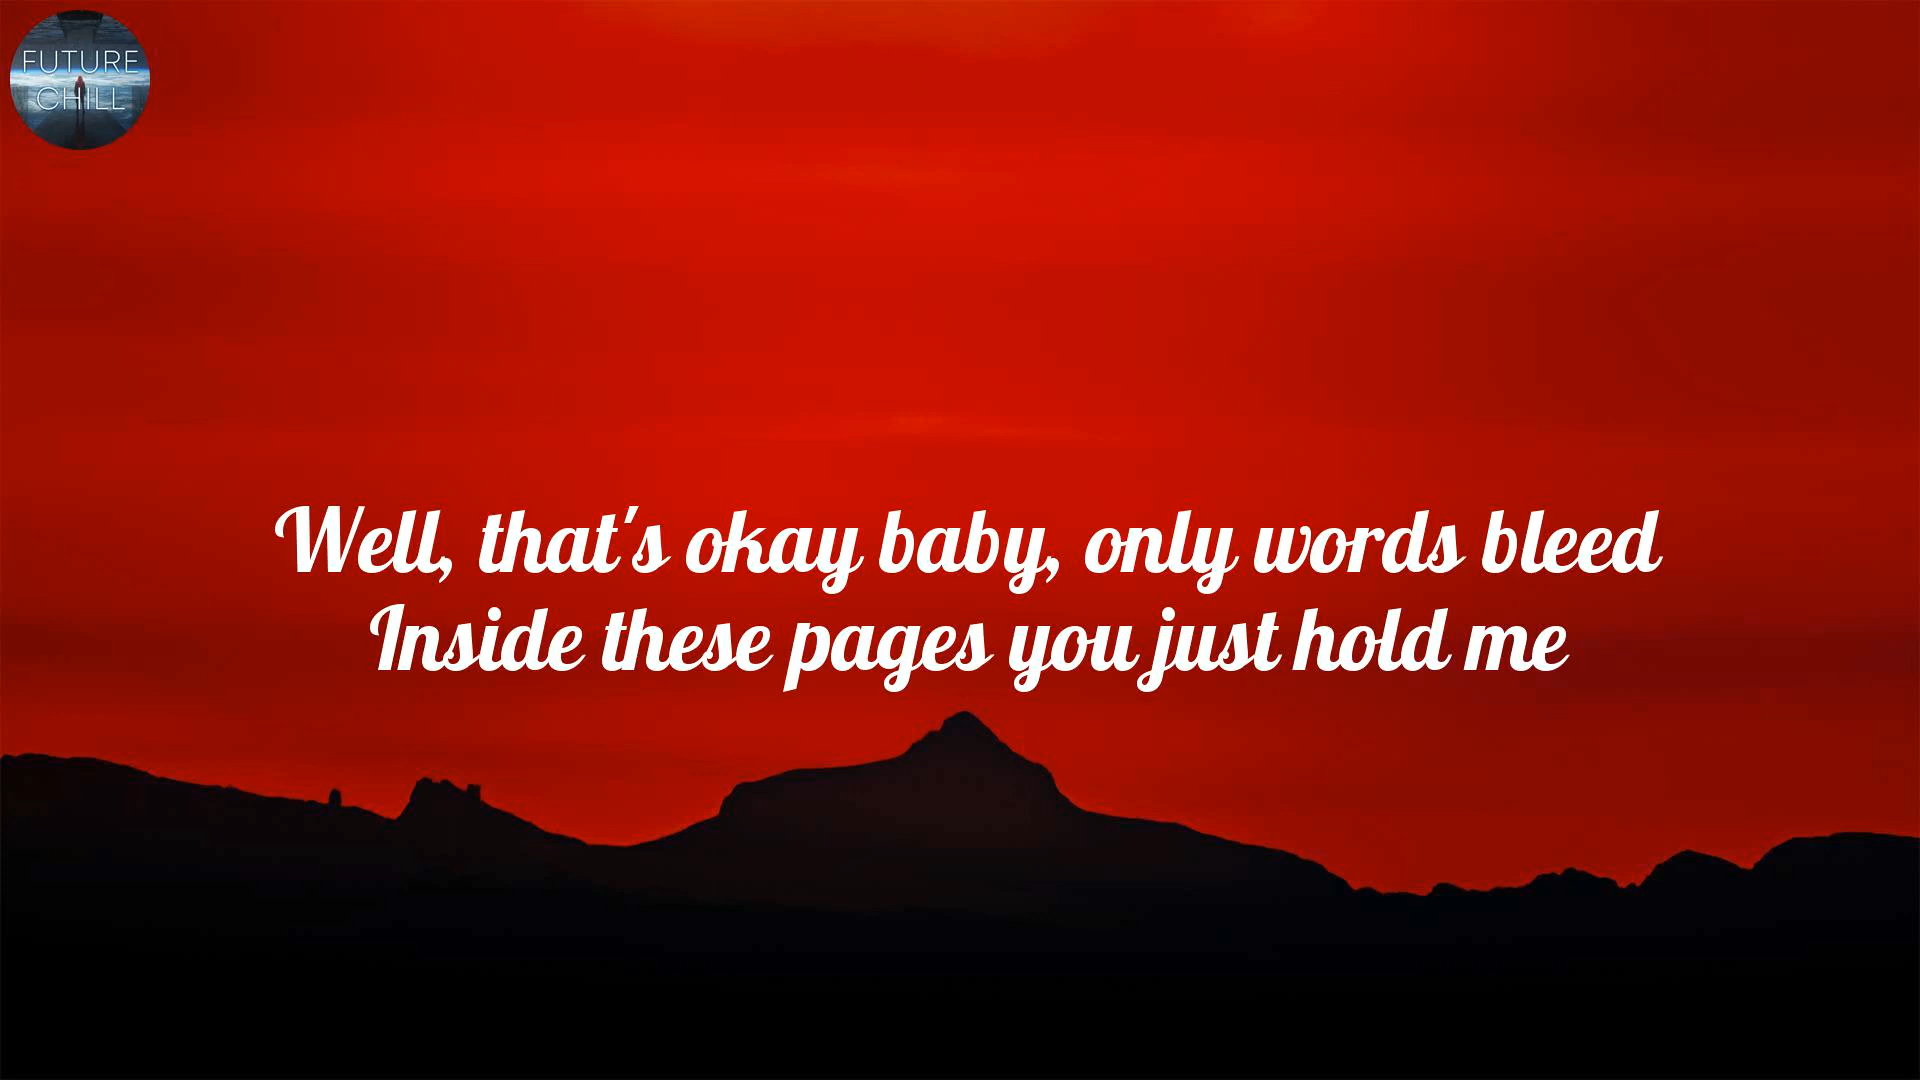 FUTURE
CHILL
Well, that's okay baby, only words bleed
Inside these pages you just hold me